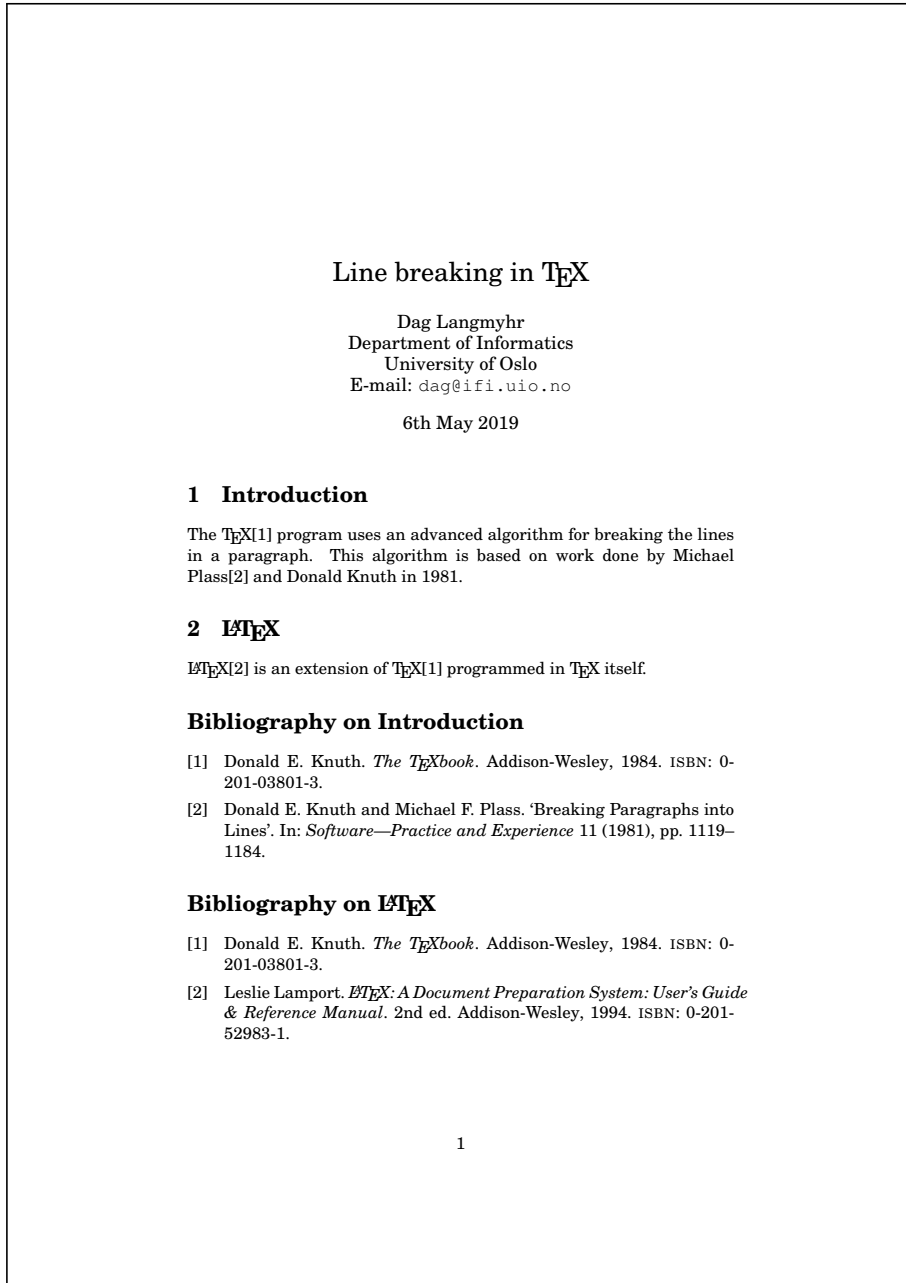 Line breaking in TEX
Dag Langmyhr
Department of Informatics
University of Oslo
E-mail: dag@ifi.uio.no
6th May 2019
1 Introduction
The TEX[1] program uses an advanced algorithm for breaking the lines
in a paragraph. This algorithm is based on work done by Michael
Plass[2] and Donald Knuth in 1981.
2 LATEX
LATEX[2] is an extension of TEX[1] programmed in TEX itself.
Bibliography on Introduction
[1] Donald E. Knuth. The TEXbook. Addison-Wesley, 1984. ISBN: 0-
201-03801-3.
[2] Donald E. Knuth and Michael F. Plass. ‘Breaking Paragraphs into
Lines’. In: Software—Practice and Experience 11 (1981), pp. 1119–
1184.
Bibliography on LATEX
[1] Donald E. Knuth. The TEXbook. Addison-Wesley, 1984. ISBN: 0-
201-03801-3.
[2] Leslie Lamport. LATEX: A Document Preparation System: User's Guide
& Reference Manual. 2nd ed. Addison-Wesley, 1994. ISBN: 0-201-
52983-1.
1